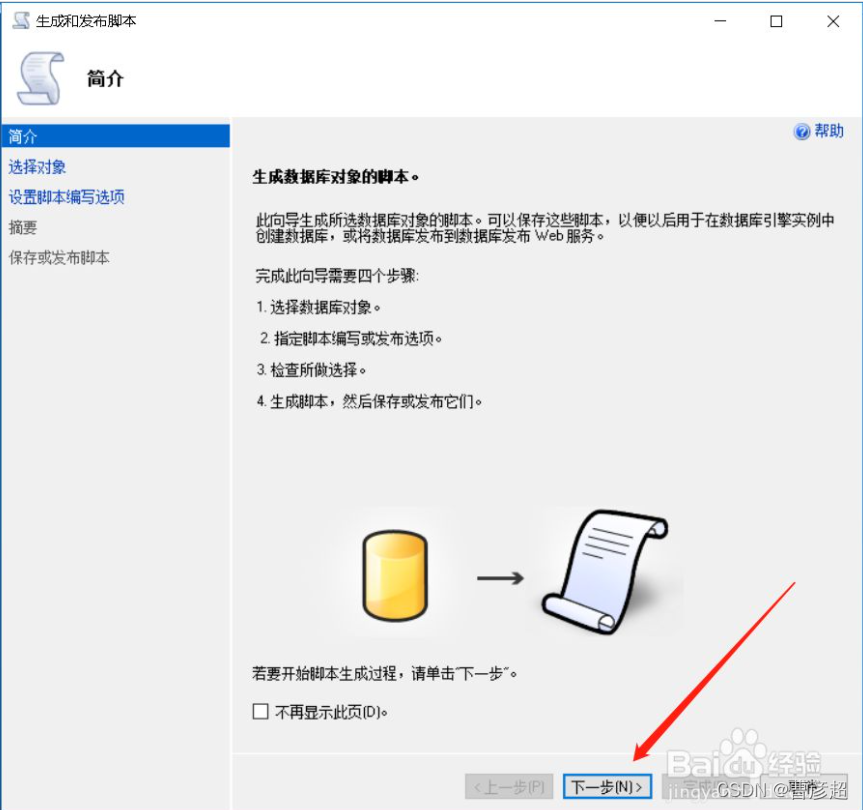 生成和发布脚本
简介
简介
选择对象
设置脚本编写选项
摘要
保存或发布脚本
帮助
生成数据库对象的脚本。
此向导生成所选数据库对象的脚本。可以保存这些脚本，以便以后用于在数据库引擎实例中
创建数据库，或将数据库发布到数据库发布 Web 服务。
完成此向导需要四个步骤:
1. 选择数据库对象。
2. 指定脚本编写或发布选项。
3. 检查所做选择。
4. 生成脚本，然后保存或发布它们。
若要开始脚本生成过程，请单击"下一步"。
不再显示此页(D)。
< 上一步(P)
下一步(N) >
Baidu 经验
CSDN @曹彦超